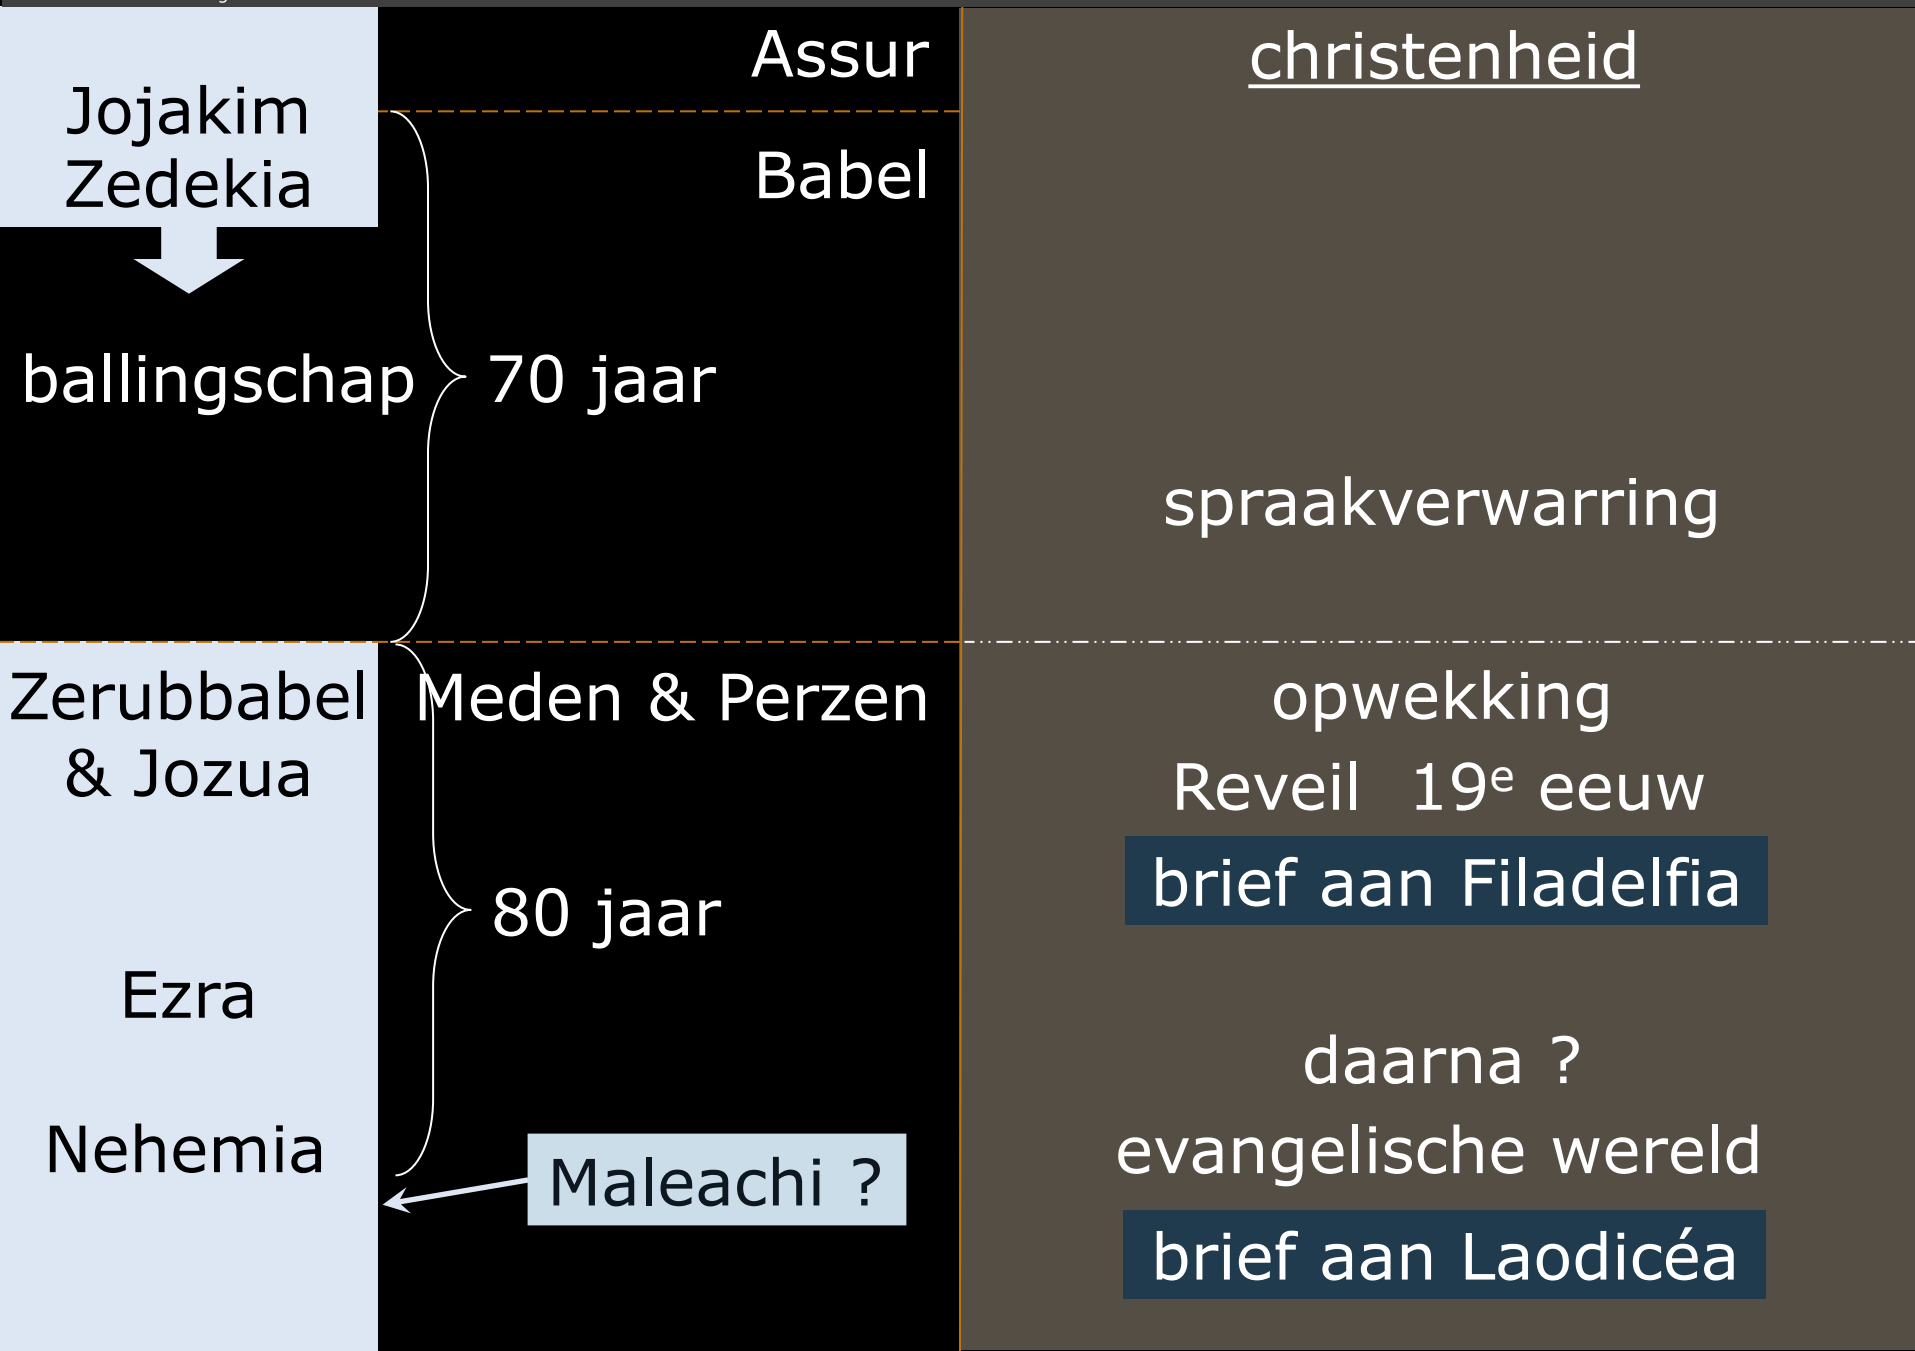 Jojakim
Zedekia
ballingschap
Zerubbabel
& Jozua
Ezra
Nehemia
Assur
Babel
70 jaar
Meden & Perzen
80 jaar
Maleachi ?
christenheid
spraakverwarring
opwekking
Reveil 19e eeuw
brief aan Filadelfia
daarna ?
evangelische wereld
brief aan Laodicéa